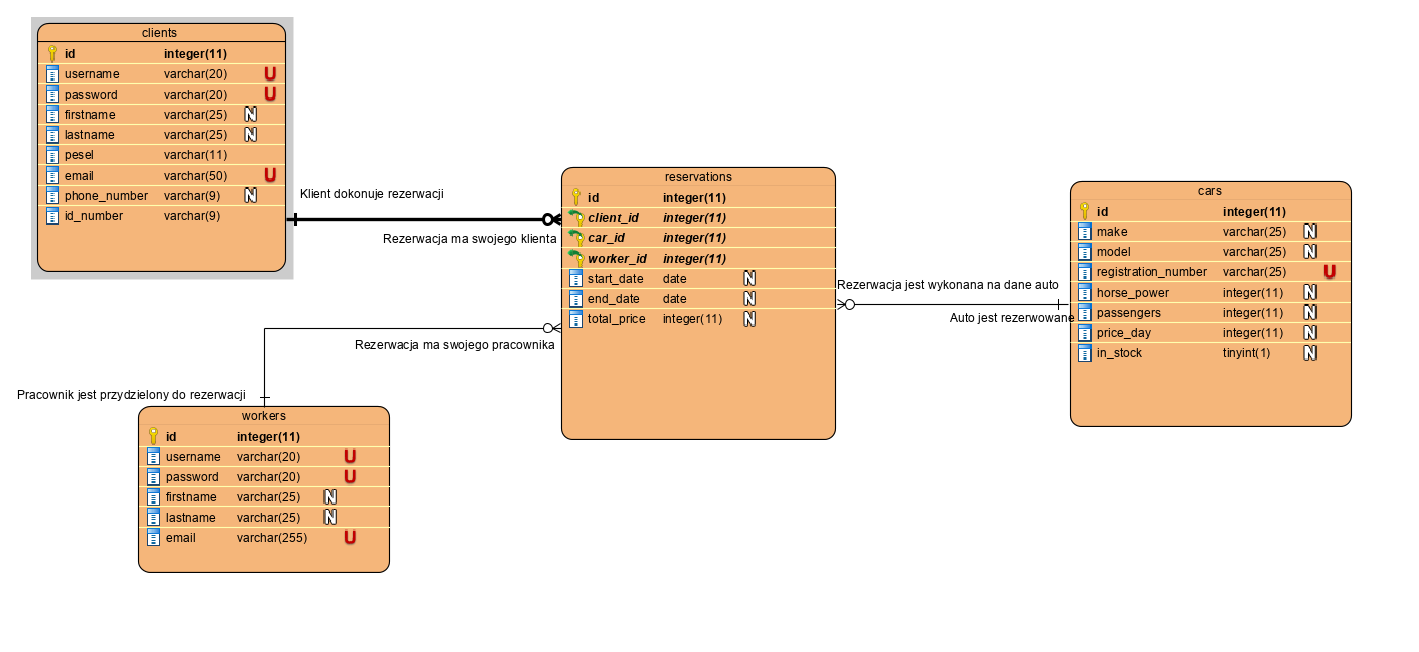 clients
id integer(11)
username varchar(20) U
password varchar(20) U
firstname varchar(25) N
lastname varchar(25) N
pesel varchar(11)
email varchar(50) U
phone_number varchar(9) N
id_number varchar(9)
Klient dokonuje rezerwacji
Rezerwacja ma swojego klienta
reservations
id integer(11)
client_id integer(11)
car_id integer(11)
worker_id integer(11)
start_date date N
end_date date N
total_price integer(11) N
Rezerwacja jest wykonana na dane auto
Auto jest rezerwowane
cars
id integer(11)
make varchar(25) N
model varchar(25) N
registration_number varchar(25) U
horse_power integer(11) N
passengers integer(11) N
price_day integer(11) N
in_stock tinyint(1) N
Rezerwacja ma swojego pracownika
Pracownik jest przydzielony do rezerwacji
workers
id integer(11)
username varchar(20) U
password varchar(20) U
firstname varchar(25) N
lastname varchar(25) N
email varchar(255) U